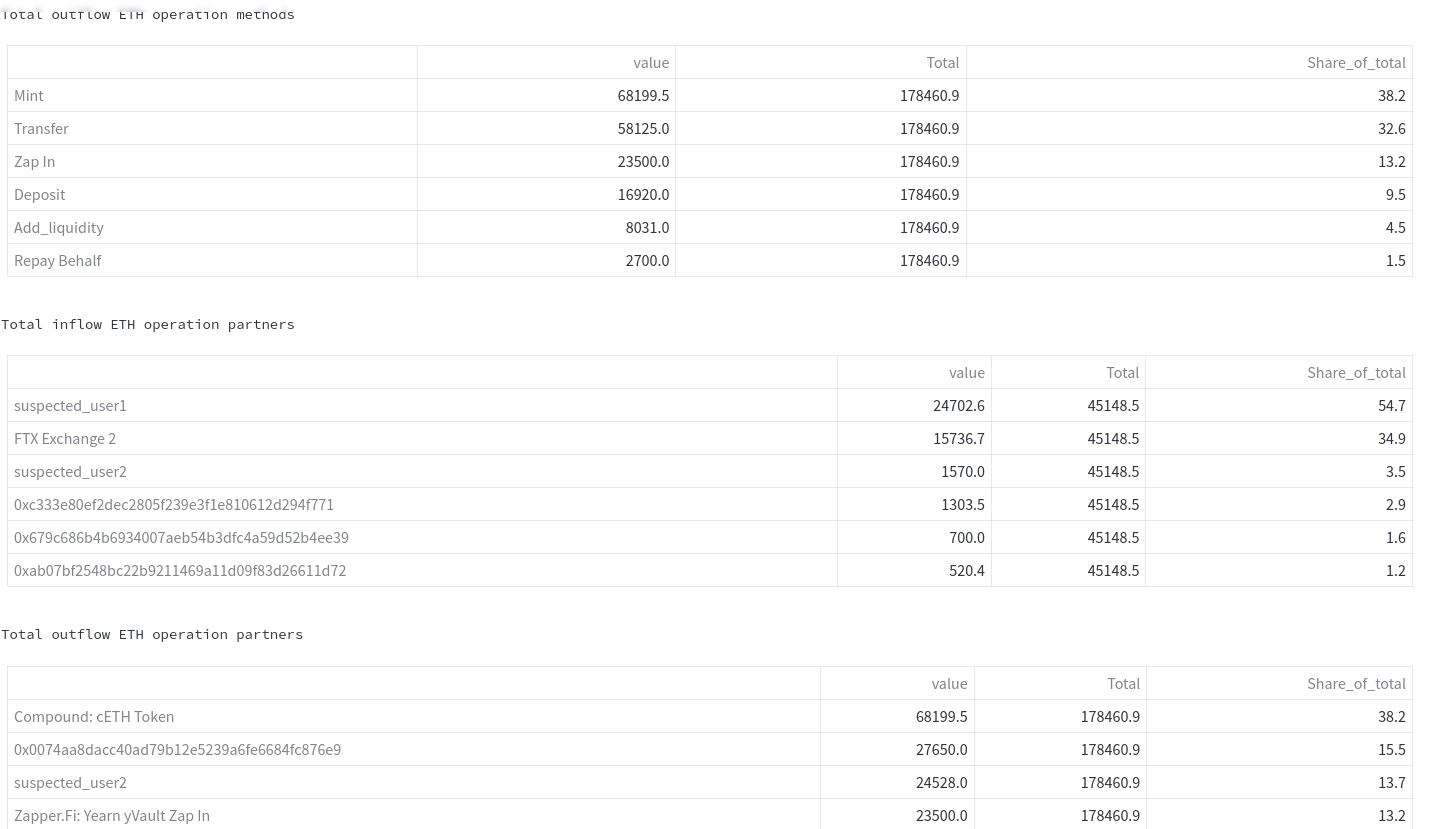 Total outflow ETH operation methods
value Total Share_of_total
Mint 68199.5 178460.9 38.2
Transfer 58125.0 178460.9 32.6
Zap In 23500.0 178460.9 13.2
Deposit 16920.0 178460.9 9.5
Add_liquidity 8031.0 178460.9 4.5
Repay Behalf 2700.0 178460.9 1.5
Total inflow ETH operation partners
value Total Share_of_total
suspected_user1 24702.6 45148.5 54.7
FTX Exchange 2 15736.7 45148.5 34.9
suspected_user2 1570.0 45148.5 3.5
0xc333e80ef2dec2805f239e3f1e810612d294f771 1303.5 45148.5 2.9
0x679c686b4b6934007aeb54b3dfc4a59d52b4ee39 700.0 45148.5 1.6
0xab07bf2548bc22b9211469a11d09f83d26611d72 520.4 45148.5 1.2
Total outflow ETH operation partners
value Total Share_of_total
Compound: cETH Token 68199.5 178460.9 38.2
0x0074aa8dacc40ad79b12e5239a6fe6684fc876e9 27650.0 178460.9 15.5
suspected_user2 24528.0 178460.9 13.7
Zapper.Fi: Yearn yVault Zap In 23500.0 178460.9 13.2